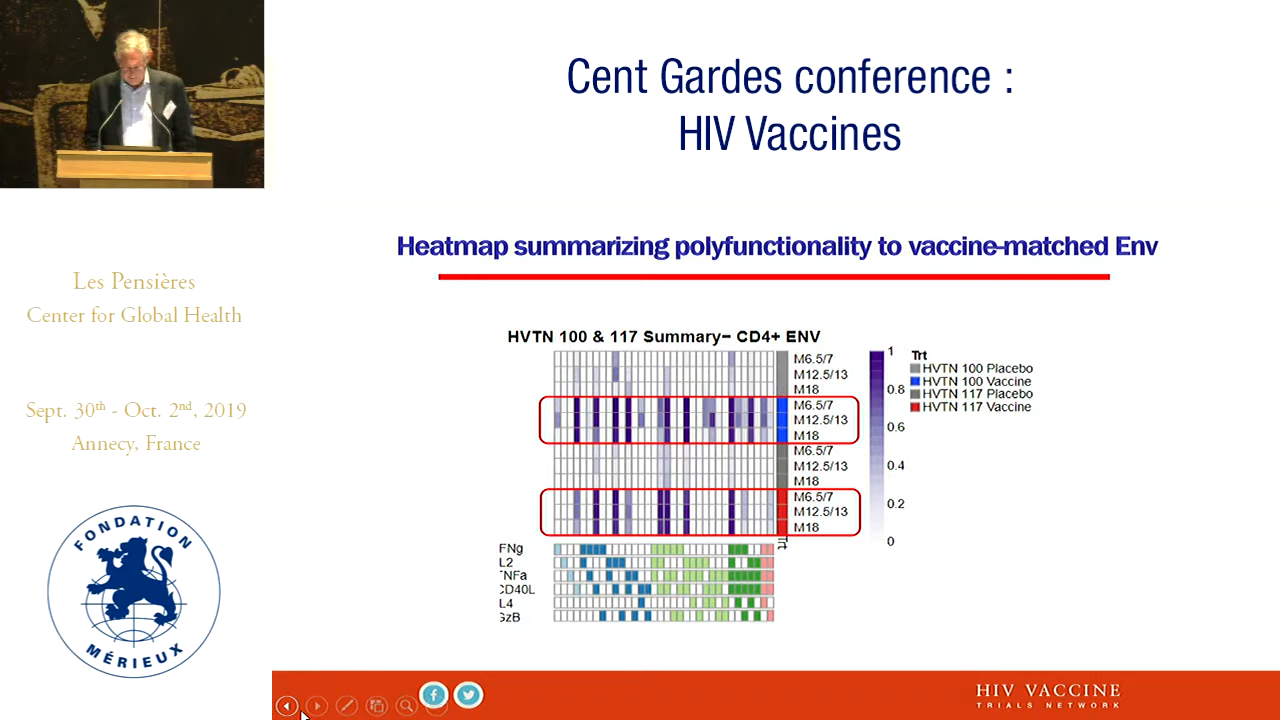 Cent Gardes conference :
HIV Vaccines
Les Pensières
Center for Global Health
Sept. 30th - Oct. 2nd, 2019
Annecy, France
FONDATION
MÉRIEUX
Heatmap summarizing polyfunctionality to vaccine-matched Env
HVTN 100 & 117 Summary− CD4+ ENV
M6.5/7
M12.5/13
M18
M6.5/7
M12.5/13
M18
M6.5/7
M12.5/13
M18
M6.5/7
M12.5/13
M18
Trt
FNg
L2
TNFa
CD40L
L4
GzB
1
0.8
0.6
0.4
0.2
0
Trt
HVTN 100 Placebo
HVTN 100 Vaccine
HVTN 117 Placebo
HVTN 117 Vaccine
HIV VACCINE
TRIALS NETWORK